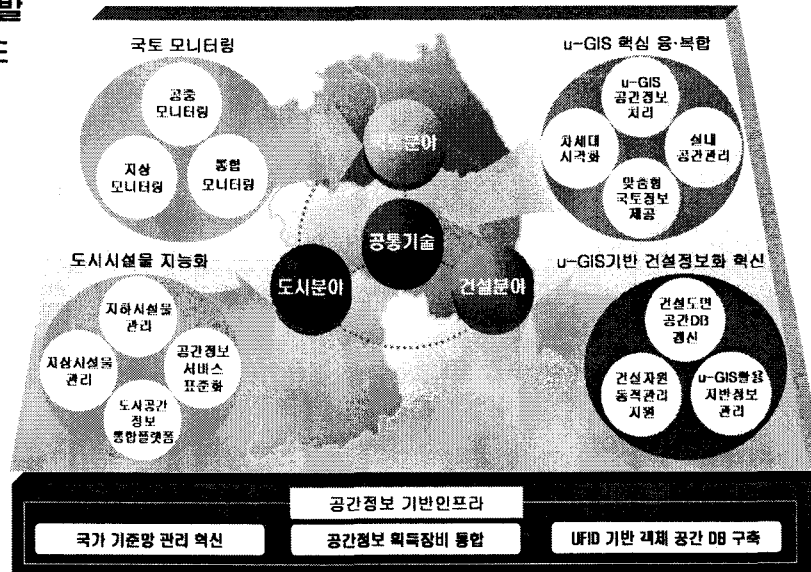 발
국토 모니터링
공중
모니터링
지상
모니터링
통합
모니터링
u-GIS 핵심 융·복합
u-GIS
공간정보
처리
차세대
시각화
실내
공간관리
맞춤형
국토정보
제공
국토분야
공통기술
도시분야
건설분야
도시시설물 지능화
지하시설물
관리
지상시설물
관리
공간정보
서비스
표준화
도시공간
정보
통합플랫폼
u-GIS기반 건설정보화 혁신
건설도면
공간DB
갱신
건설자원
동적관리
지원
u-GIS활용
지반정보
관리
공간정보 기반인프라
국가 기준망 관리 혁신
공간정보 획득장비 통합
UFID 기반 객체 공간 DB 구축